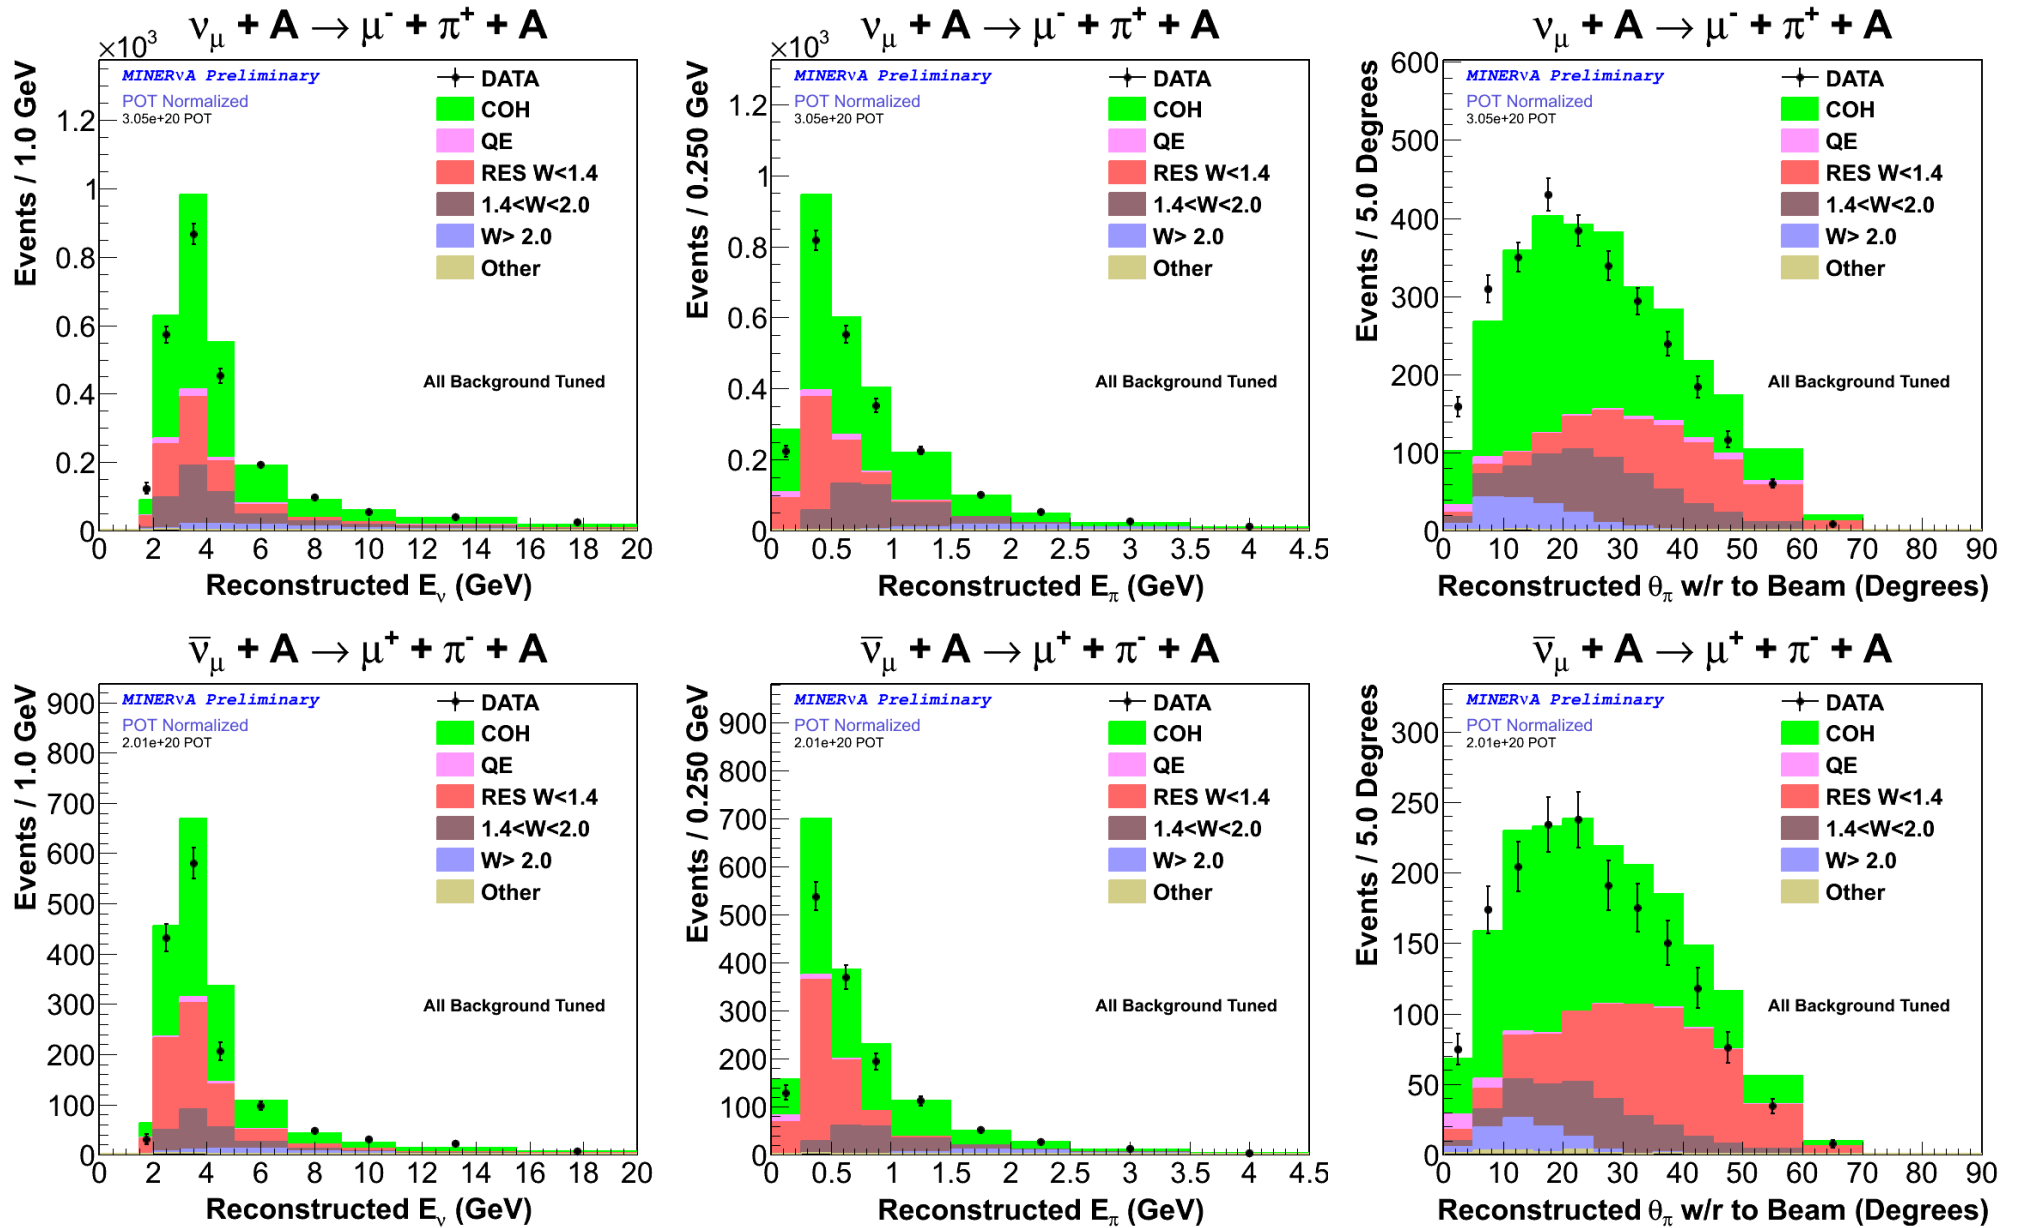 νμ + A → μ- + π+ + A
×10³
MINERνA Preliminary
POT Normalized
3.05e+20 POT
DATA
COH
QE
RES W<1.4
1.4<W<2.0
W> 2.0
Other
All Background Tuned
Events / 1.0 GeV
1.2
1
0.8
0.6
0.4
0.2
0
0 2 4 6 8 10 12 14 16 18 20
Reconstructed Eν (GeV)
νμ + A → μ- + π+ + A
×10³
MINERνA Preliminary
POT Normalized
3.05e+20 POT
DATA
COH
QE
RES W<1.4
1.4<W<2.0
W> 2.0
Other
All Background Tuned
Events / 0.250 GeV
1.2
1
0.8
0.6
0.4
0.2
0
0 0.5 1 1.5 2 2.5 3 3.5 4 4.5
Reconstructed Eπ (GeV)
νμ + A → μ- + π+ + A
MINERνA Preliminary
POT Normalized
3.05e+20 POT
DATA
COH
QE
RES W<1.4
1.4<W<2.0
W> 2.0
Other
All Background Tuned
Events / 5.0 Degrees
600
500
400
300
200
100
0
0 10 20 30 40 50 60 70 80 90
Reconstructed θπ w/r to Beam (Degrees)
ν̅μ + A → μ+ + π- + A
MINERνA Preliminary
POT Normalized
2.01e+20 POT
DATA
COH
QE
RES W<1.4
1.4<W<2.0
W> 2.0
Other
All Background Tuned
Events / 1.0 GeV
900
800
700
600
500
400
300
200
100
0
0 2 4 6 8 10 12 14 16 18 20
Reconstructed Eν (GeV)
ν̅μ + A → μ+ + π- + A
MINERνA Preliminary
POT Normalized
2.01e+20 POT
DATA
COH
QE
RES W<1.4
1.4<W<2.0
W> 2.0
Other
All Background Tuned
Events / 0.250 GeV
900
800
700
600
500
400
300
200
100
0
0 0.5 1 1.5 2 2.5 3 3.5 4 4.5
Reconstructed Eπ (GeV)
ν̅μ + A → μ+ + π- + A
MINERνA Preliminary
POT Normalized
2.01e+20 POT
DATA
COH
QE
RES W<1.4
1.4<W<2.0
W> 2.0
Other
All Background Tuned
Events / 5.0 Degrees
300
250
200
150
100
50
0
0 10 20 30 40 50 60 70 80 90
Reconstructed θπ w/r to Beam (Degrees)